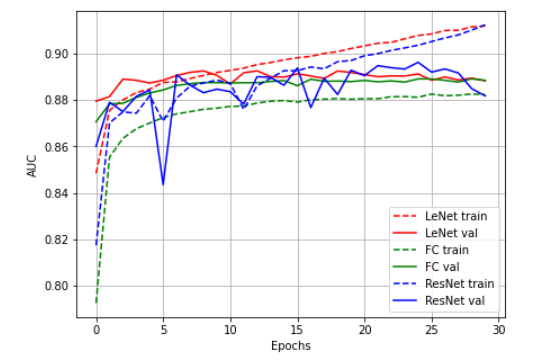 0.90
0.88
0.86
0.84
0.82
0.80
AUC
0 5 10 15 20 25 30
Epochs
LeNet train
LeNet val
FC train
FC val
ResNet train
ResNet val